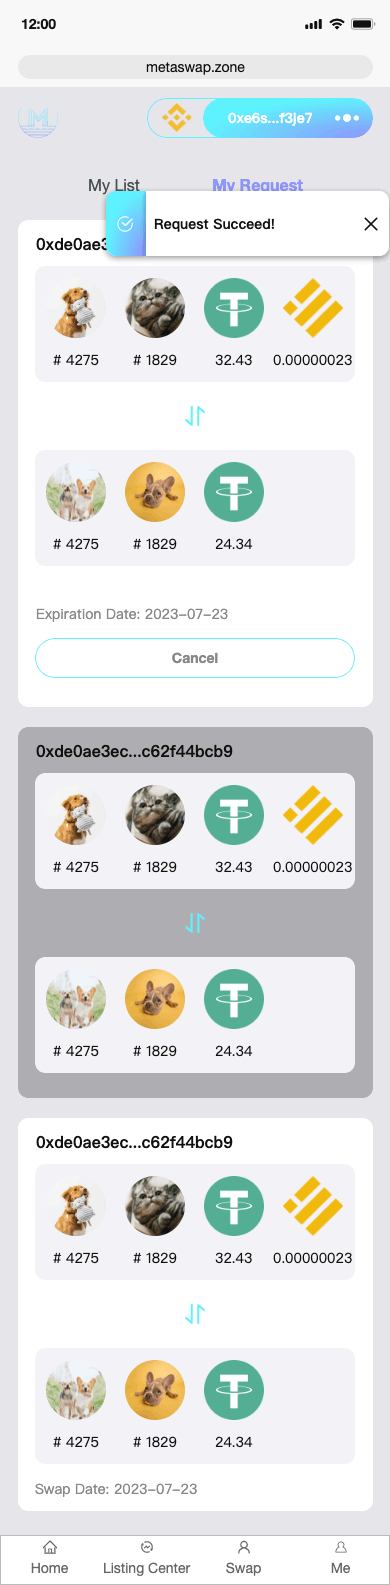 12:00
metaswap.zone
0xe6s...f3je7
My List
My Request
Request Succeed!
0xde0ae3
# 4275
# 1829
32.43
0.00000023
# 4275
# 1829
24.34
Expiration Date: 2023-07-23
Cancel
0xde0ae3ec...c62f44bcb9
# 4275
# 1829
32.43
0.00000023
# 4275
# 1829
24.34
0xde0ae3ec...c62f44bcb9
# 4275
# 1829
32.43
0.00000023
# 4275
# 1829
24.34
Swap Date: 2023-07-23
Home
Listing Center
Swap
Me